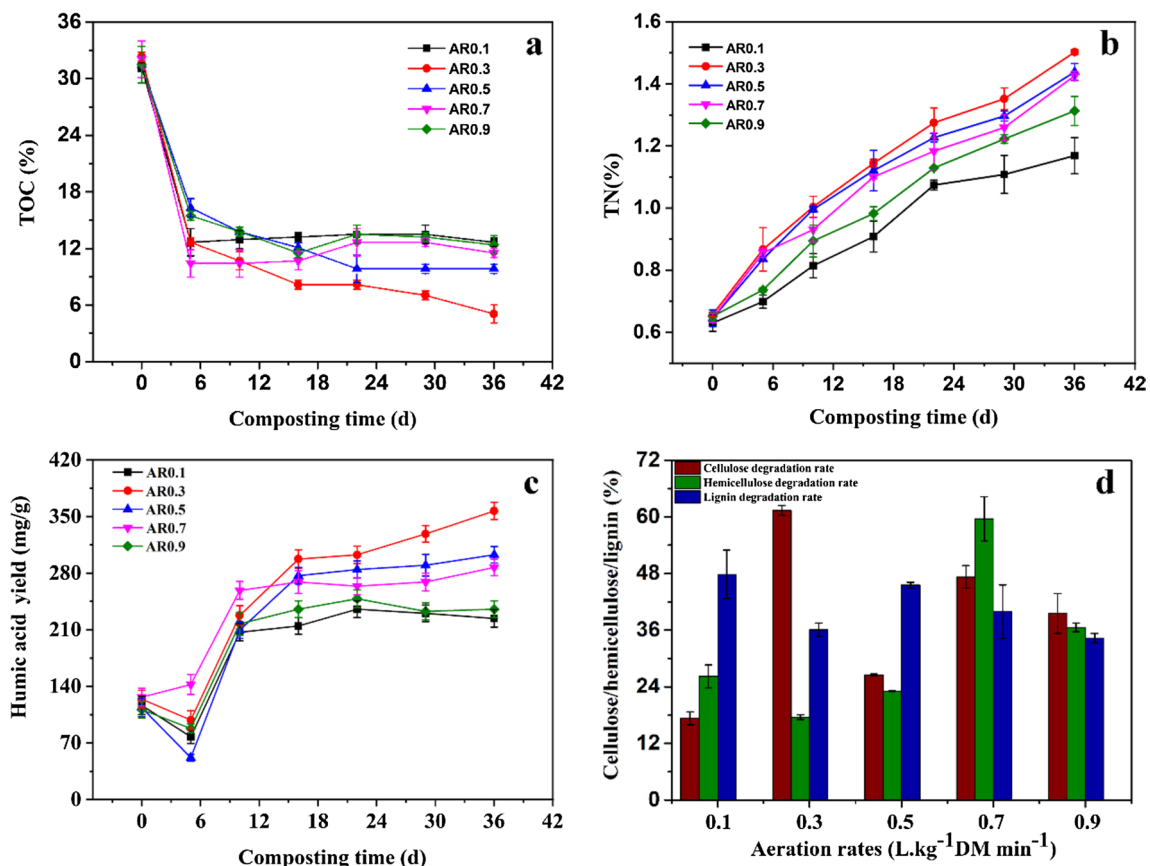 a
AR0.1
AR0.3
AR0.5
AR0.7
AR0.9
TOC (%)
36
30
24
18
12
6
0
0 6 12 18 24 30 36 42
Composting time (d)
b
AR0.1
AR0.3
AR0.5
AR0.7
AR0.9
TN(%)
1.6
1.4
1.2
1.0
0.8
0.6
0 6 12 18 24 30 36 42
Composting time (d)
c
AR0.1
AR0.3
AR0.5
AR0.7
AR0.9
Humic acid yield (mg/g)
420
350
280
210
140
70
0
0 6 12 18 24 30 36 42
Composting time (d)
d
Cellulose degradation rate
Hemicellulose degradation rate
Lignin degradation rate
Cellulose/hemicellulose/lignin (%)
72
60
48
36
24
12
0
0.1 0.3 0.5 0.7 0.9
Aeration rates (L.kg⁻¹DM min⁻¹)